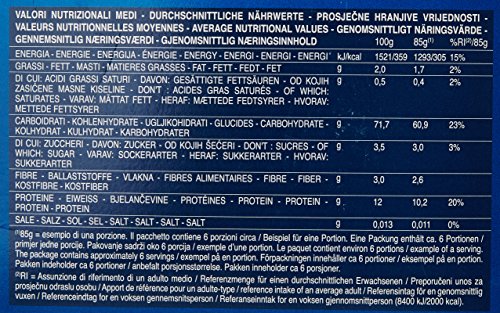 VALORI NUTRIZIONALI MEDI - DURCHSCHNITTLICHE NÄHRWERTE - PROSJEČNE HRANJIVE VRIJEDNOSTI -
VALEURS NUTRITIONNELLES MOYENNES - AVERAGE NUTRITIONAL VALUES - GENOMSNITTLIGT NÄRINGSVÄRDE -
GENNEMSNITLIG NÆRINGSVÆRDI - GJENOMSNITTLIG NÆRINGSINNHOLD 100g 85g(1) %RI(2)/85g
ENERGIA - ENERGIE - ENERGIJA - ÉNERGIE - ENERGY - ENERGI - ENERGI - ENERGI kJ/kcal 1521/359 1293/305 15%
GRASSI - FETT - MASTI - MATIÈRES GRASSES - FAT - FETT - FEDT - FET g 2,0 1,7 2%
DI CUI: ACIDI GRASSI SATURI - DAVON: GESÄTTIGTE FETTSÄUREN - OD KOJIH g 0,5 0,4 2%
ZASIĆENE MASNE KISELINE - DONT: ACIDES GRAS SATURÉS - OF WHICH:
SATURATES - VARAV: MÄTTAT FETT - HERAF: MÆTTEDE FEDTSYRER - HVORAV: METTEDE
FETTSYRER
CARBOIDRATI - KOHLENHYDRATE - UGLJIKOHIDRATI - GLUCIDES - CARBOHYDRATE - g 71,7 60,9 23%
KOLHYDRAT - KULHYDRAT - KARBOHYDRATER
DI CUI: ZUCCHERI - DAVON: ZUCKER - OD KOJIH ŠEĆERI - DONT: SUCRES - OF g 3,5 3,0 3%
WHICH: SUGAR - VARAV: SOCKERARTER - HERAF: SUKKERARTER - HVORAV:
SUKKERARTER
FIBRE - BALLASTSTOFFE - VLAKNA - FIBRES ALIMENTAIRES - FIBRE - FIBER - g 3,0 2,6
KOSTFIBER - KOSTFIBER
PROTEINE - EIWEISS - BJELANČEVINE - PROTÉINES - PROTEIN - PROTEIN - g 12 10,2 20%
PROTEIN - PROTEIN
SALE - SALZ - SOL - SEL - SALT - SALT - SALT - SALT g 0,013 0,011 0%
(1)85g = esempio di una porzione. Il pacchetto contiene 6 porzioni circa / Beispiel für eine Portion. Eine Packung enthält ca. 6 Portionen /
primjer jedne porcije. Pakovanje sadrži oko 6 porcija / exemple d'une portion. Le paquet contient environ 6 portions / example of a serving.
The package contains approximately 6 servings / exempel på en portion. Förpackningen innehåller ca 6 portioner / eksempel på en portion.
Pakken indeholder ca 6 portioner / anbefalt porsjonsstørrelse. Pakken inneholder ca 6 porsjoner.
(2)RI = Assunzione di riferimento di un adulto medio / Referenzmenge für einen durchschnittlichen Erwachsenen / Preporučeni unos za
prosječnu odraslu osobu / Apport de référence pour un adulte-type / reference intake of an average adult / Referensintag för en genomsnittlig
vuxen / Referenceindtag for en voksen gennemsnitsperson / Referanseinntak for en voksen gjennomsnittsperson (8400 kJ/2000 kcal).